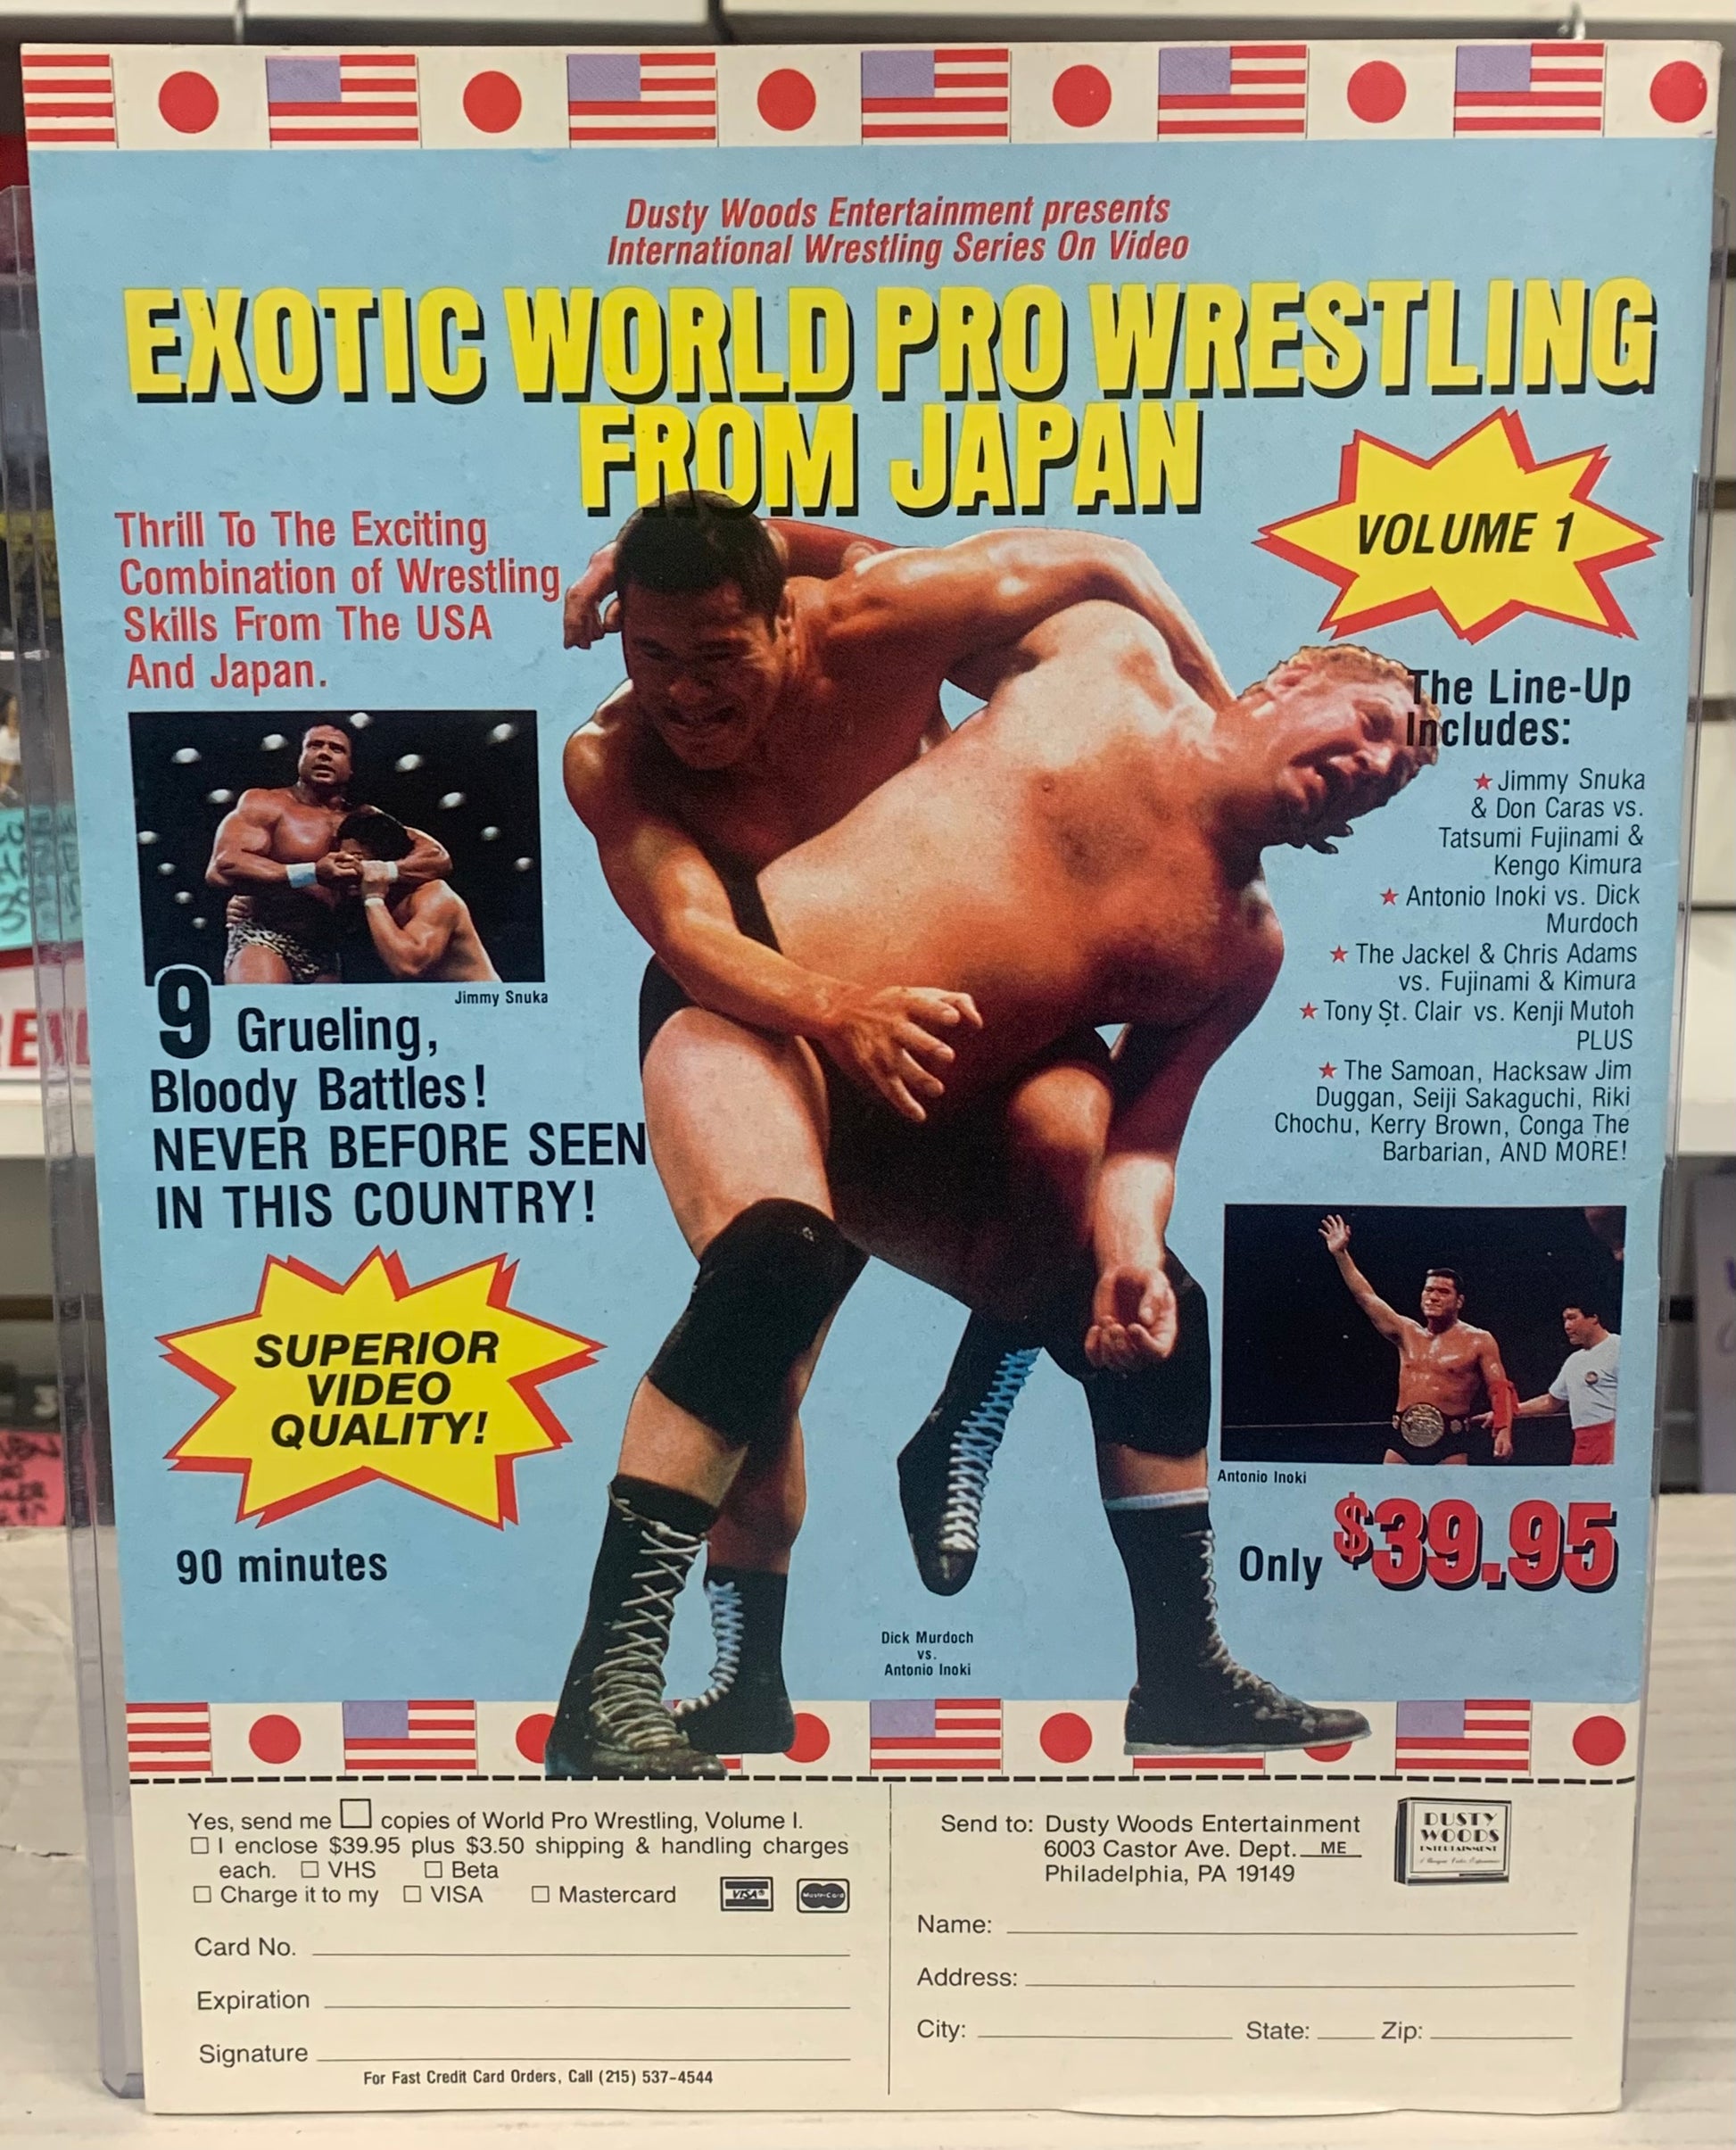 Dusty Woods Entertainment presents
International Wrestling Series On Video
EXOTIC WORLD PRO WRESTLING
FROM JAPAN
VOLUME 1
Thrill To The Exciting
Combination of Wrestling
Skills From The USA
And Japan.
Jimmy Snuka
9 Grueling,
Bloody Battles!
NEVER BEFORE SEEN
IN THIS COUNTRY!
SUPERIOR
VIDEO
QUALITY!
90 minutes
The Line-Up
Includes:
★ Jimmy Snuka
& Don Caras vs.
Tatsumi Fujinami &
Kengo Kimura
★ Antonio Inoki vs. Dick
Murdoch
★ The Jackel & Chris Adams
vs. Fujinami & Kimura
★ Tony St. Clair vs. Kenji Mutoh
PLUS
★ The Samoan, Hacksaw Jim
Duggan, Seiji Sakaguchi, Riki
Chochu, Kerry Brown, Conga The
Barbarian, AND MORE!
Antonio Inoki
Only $39.95
Dick Murdoch
vs.
Antonio Inoki
Yes, send me copies of World Pro Wrestling, Volume I.
I enclose $39.95 plus $3.50 shipping & handling charges
each. VHS Beta
Charge it to my VISA Mastercard
VISA MasterCard
Card No.
Expiration
Signature
For Fast Credit Card Orders, Call (215) 537-4544
Send to: Dusty Woods Entertainment
6003 Castor Ave. Dept. ME
Philadelphia, PA 19149
DUSTY
WOODS
ENTERTAINMENT
Name:
Address:
City: State: Zip: